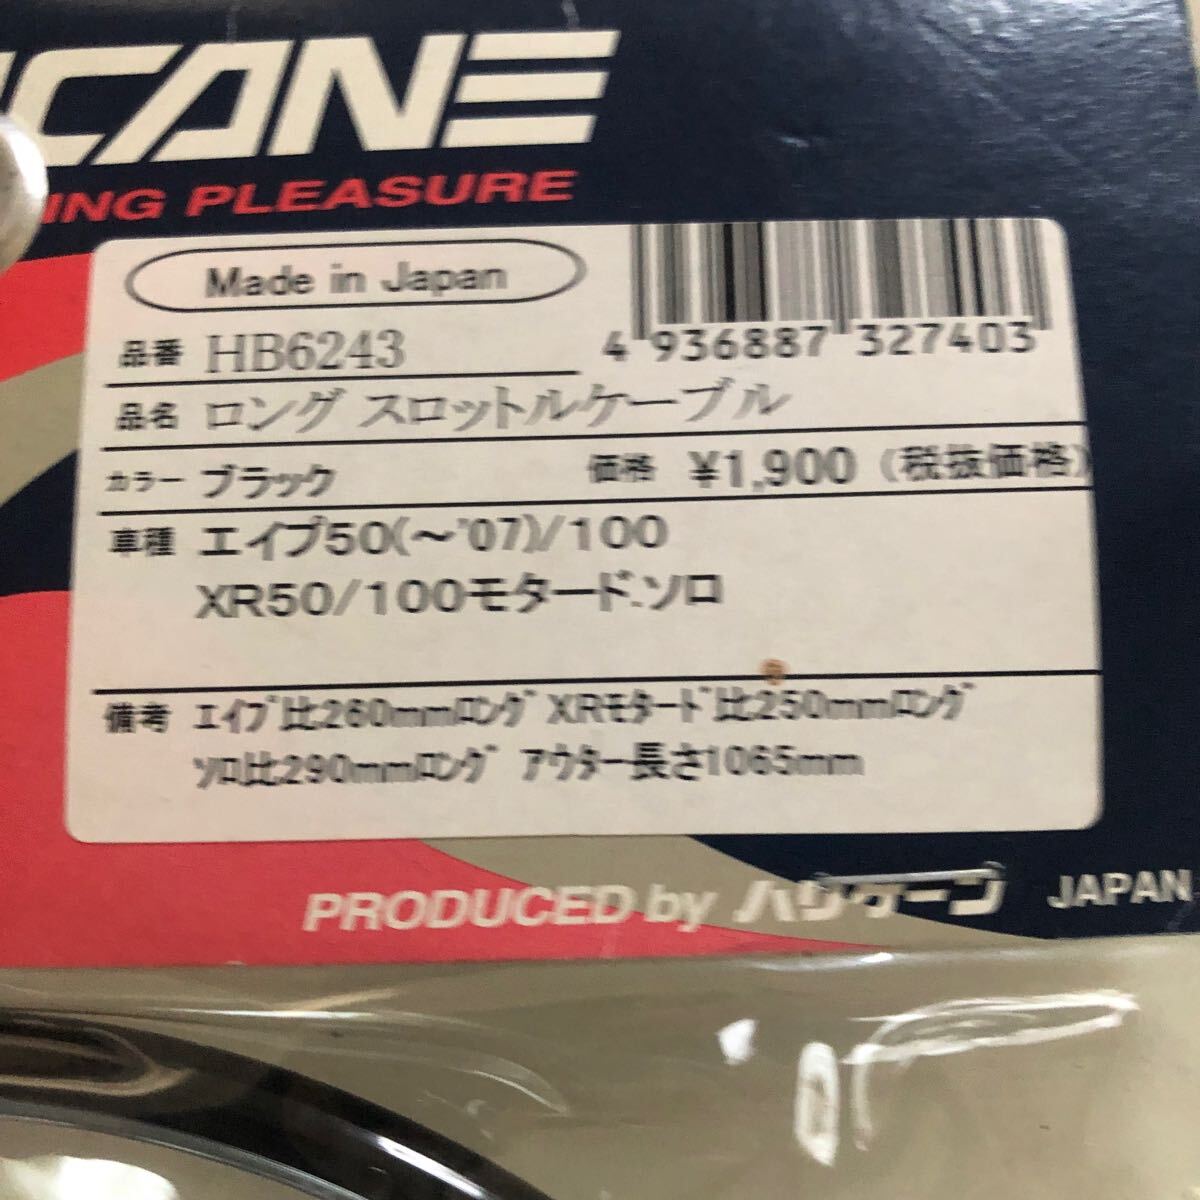 ICANE
ING PLEASURE
Made in Japan
品番 HB6243
4 936887 327403
品名 ロング スロットルケーブル
カラー ブラック 価格 ¥1,900 (税抜価格)
車種 エイプ50(〜'07)/100
XR50/100モタード.ソロ
備考 エイプ比260mmロング XRモタード比250mmロング
ソロ比290mmロング アウター長さ1065mm
PRODUCED by ハリケーン JAPAN